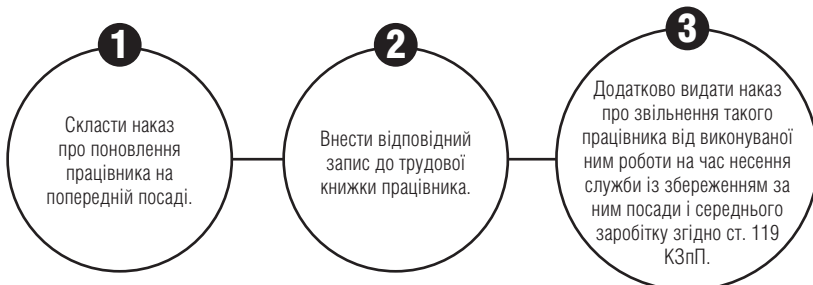 1
Скласти наказ
про поновлення
працівника на
попередній посаді.
2
Внести відповідний
запис до трудової
книжки працівника.
3
Додатково видати наказ
про звільнення такого
працівника від виконуваної
ним роботи на час несення
служби із збереженням за
ним посади і середнього
заробітку згідно ст. 119
КЗпП.